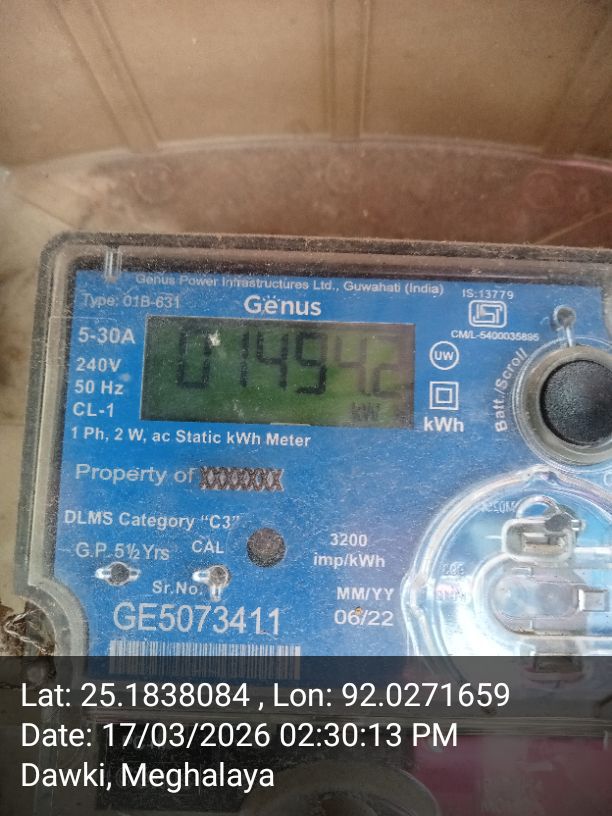 Genus Power Infrastructures Ltd., Guwahati (India)
Type: 01B-631
Genus
IS:13779
CM/L-5400035895
5-30A
240V
50 Hz
CL-1
01494.2
kWh
UW
kWh
Batt./Scroll
1 Ph, 2 W, ac Static kWh Meter
Property of XXXXXXX
DLMS Category "C3"
G.P. 5½ Yrs
CAL
3200
imp/kWh
Sr.No.
GE5073411
MM/YY
06/22
Lat: 25.1838084 , Lon: 92.0271659
Date: 17/03/2026 02:30:13 PM
Dawki, Meghalaya